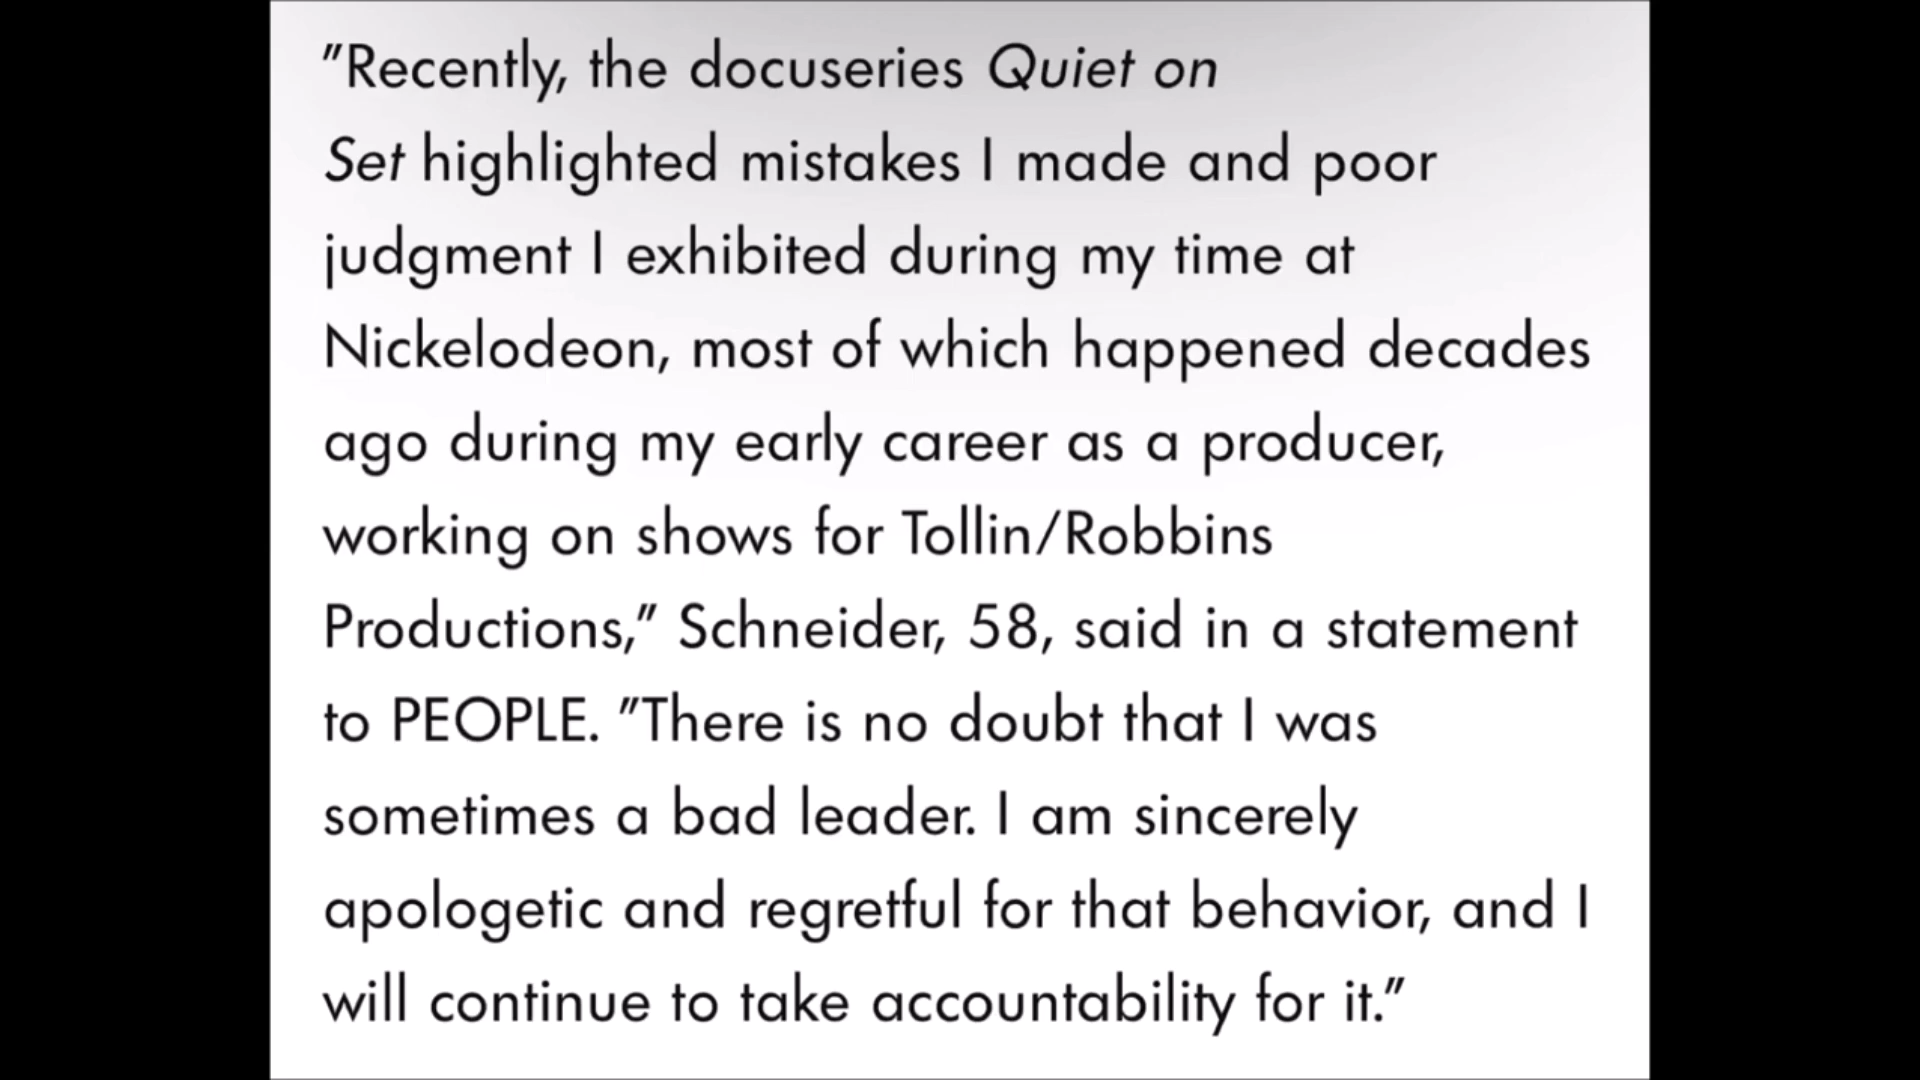 "Recently, the docuseries Quiet on
Set highlighted mistakes I made and poor
judgment I exhibited during my time at
Nickelodeon, most of which happened decades
ago during my early career as a producer,
working on shows for Tollin/Robbins
Productions," Schneider, 58, said in a statement
to PEOPLE. "There is no doubt that I was
sometimes a bad leader. I am sincerely
apologetic and regretful for that behavior, and I
will continue to take accountability for it."